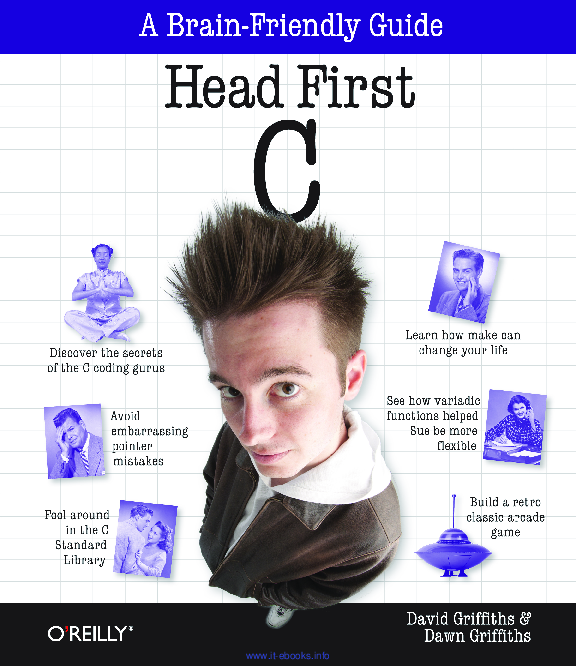 A Brain-Friendly Guide
Head First
C
Discover the secrets
of the C coding gurus
Learn how make can
change your life
Avoid
embarrassing
pointer
mistakes
See how variadic
functions helped
Sue be more
flexible
Fool around
in the C
Standard
Library
Build a retro
classic arcade
game
O'REILLY®
David Griffiths &
Dawn Griffiths
www.it-ebooks.info